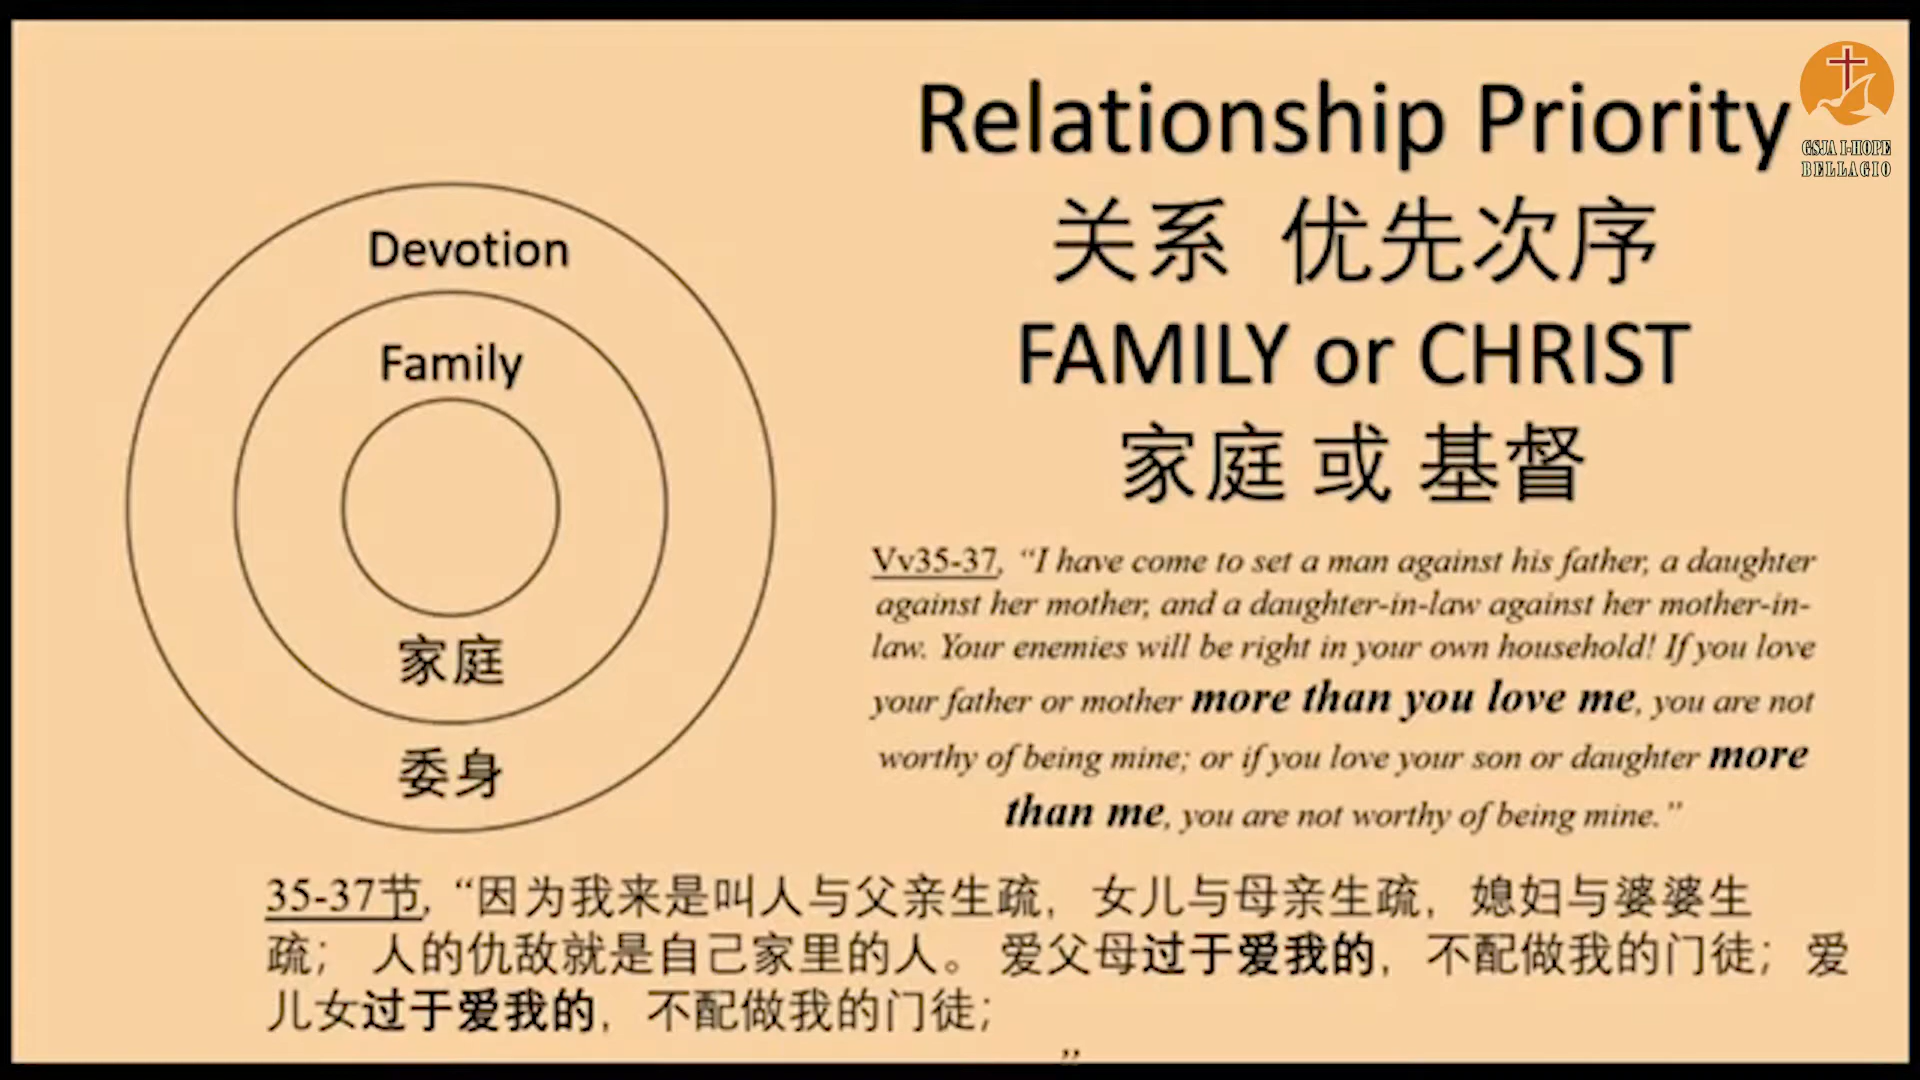 Devotion
Family
家庭
委身
Relationship Priority
关系 优先次序
FAMILY or CHRIST
家庭 或 基督
Vv35-37, “I have come to set a man against his father, a daughter
against her mother, and a daughter-in-law against her mother-in-
law. Your enemies will be right in your own household! If you love
your father or mother more than you love me, you are not
worthy of being mine; or if you love your son or daughter more
than me, you are not worthy of being mine.”
35-37节, “因为我来是叫人与父亲生疏，女儿与母亲生疏，媳妇与婆婆生
疏； 人的仇敌就是自己家里的人。 爱父母过于爱我的，不配做我的门徒；爱
儿女过于爱我的，不配做我的门徒；
”
GSJA I-HOPE
BELLAGIO